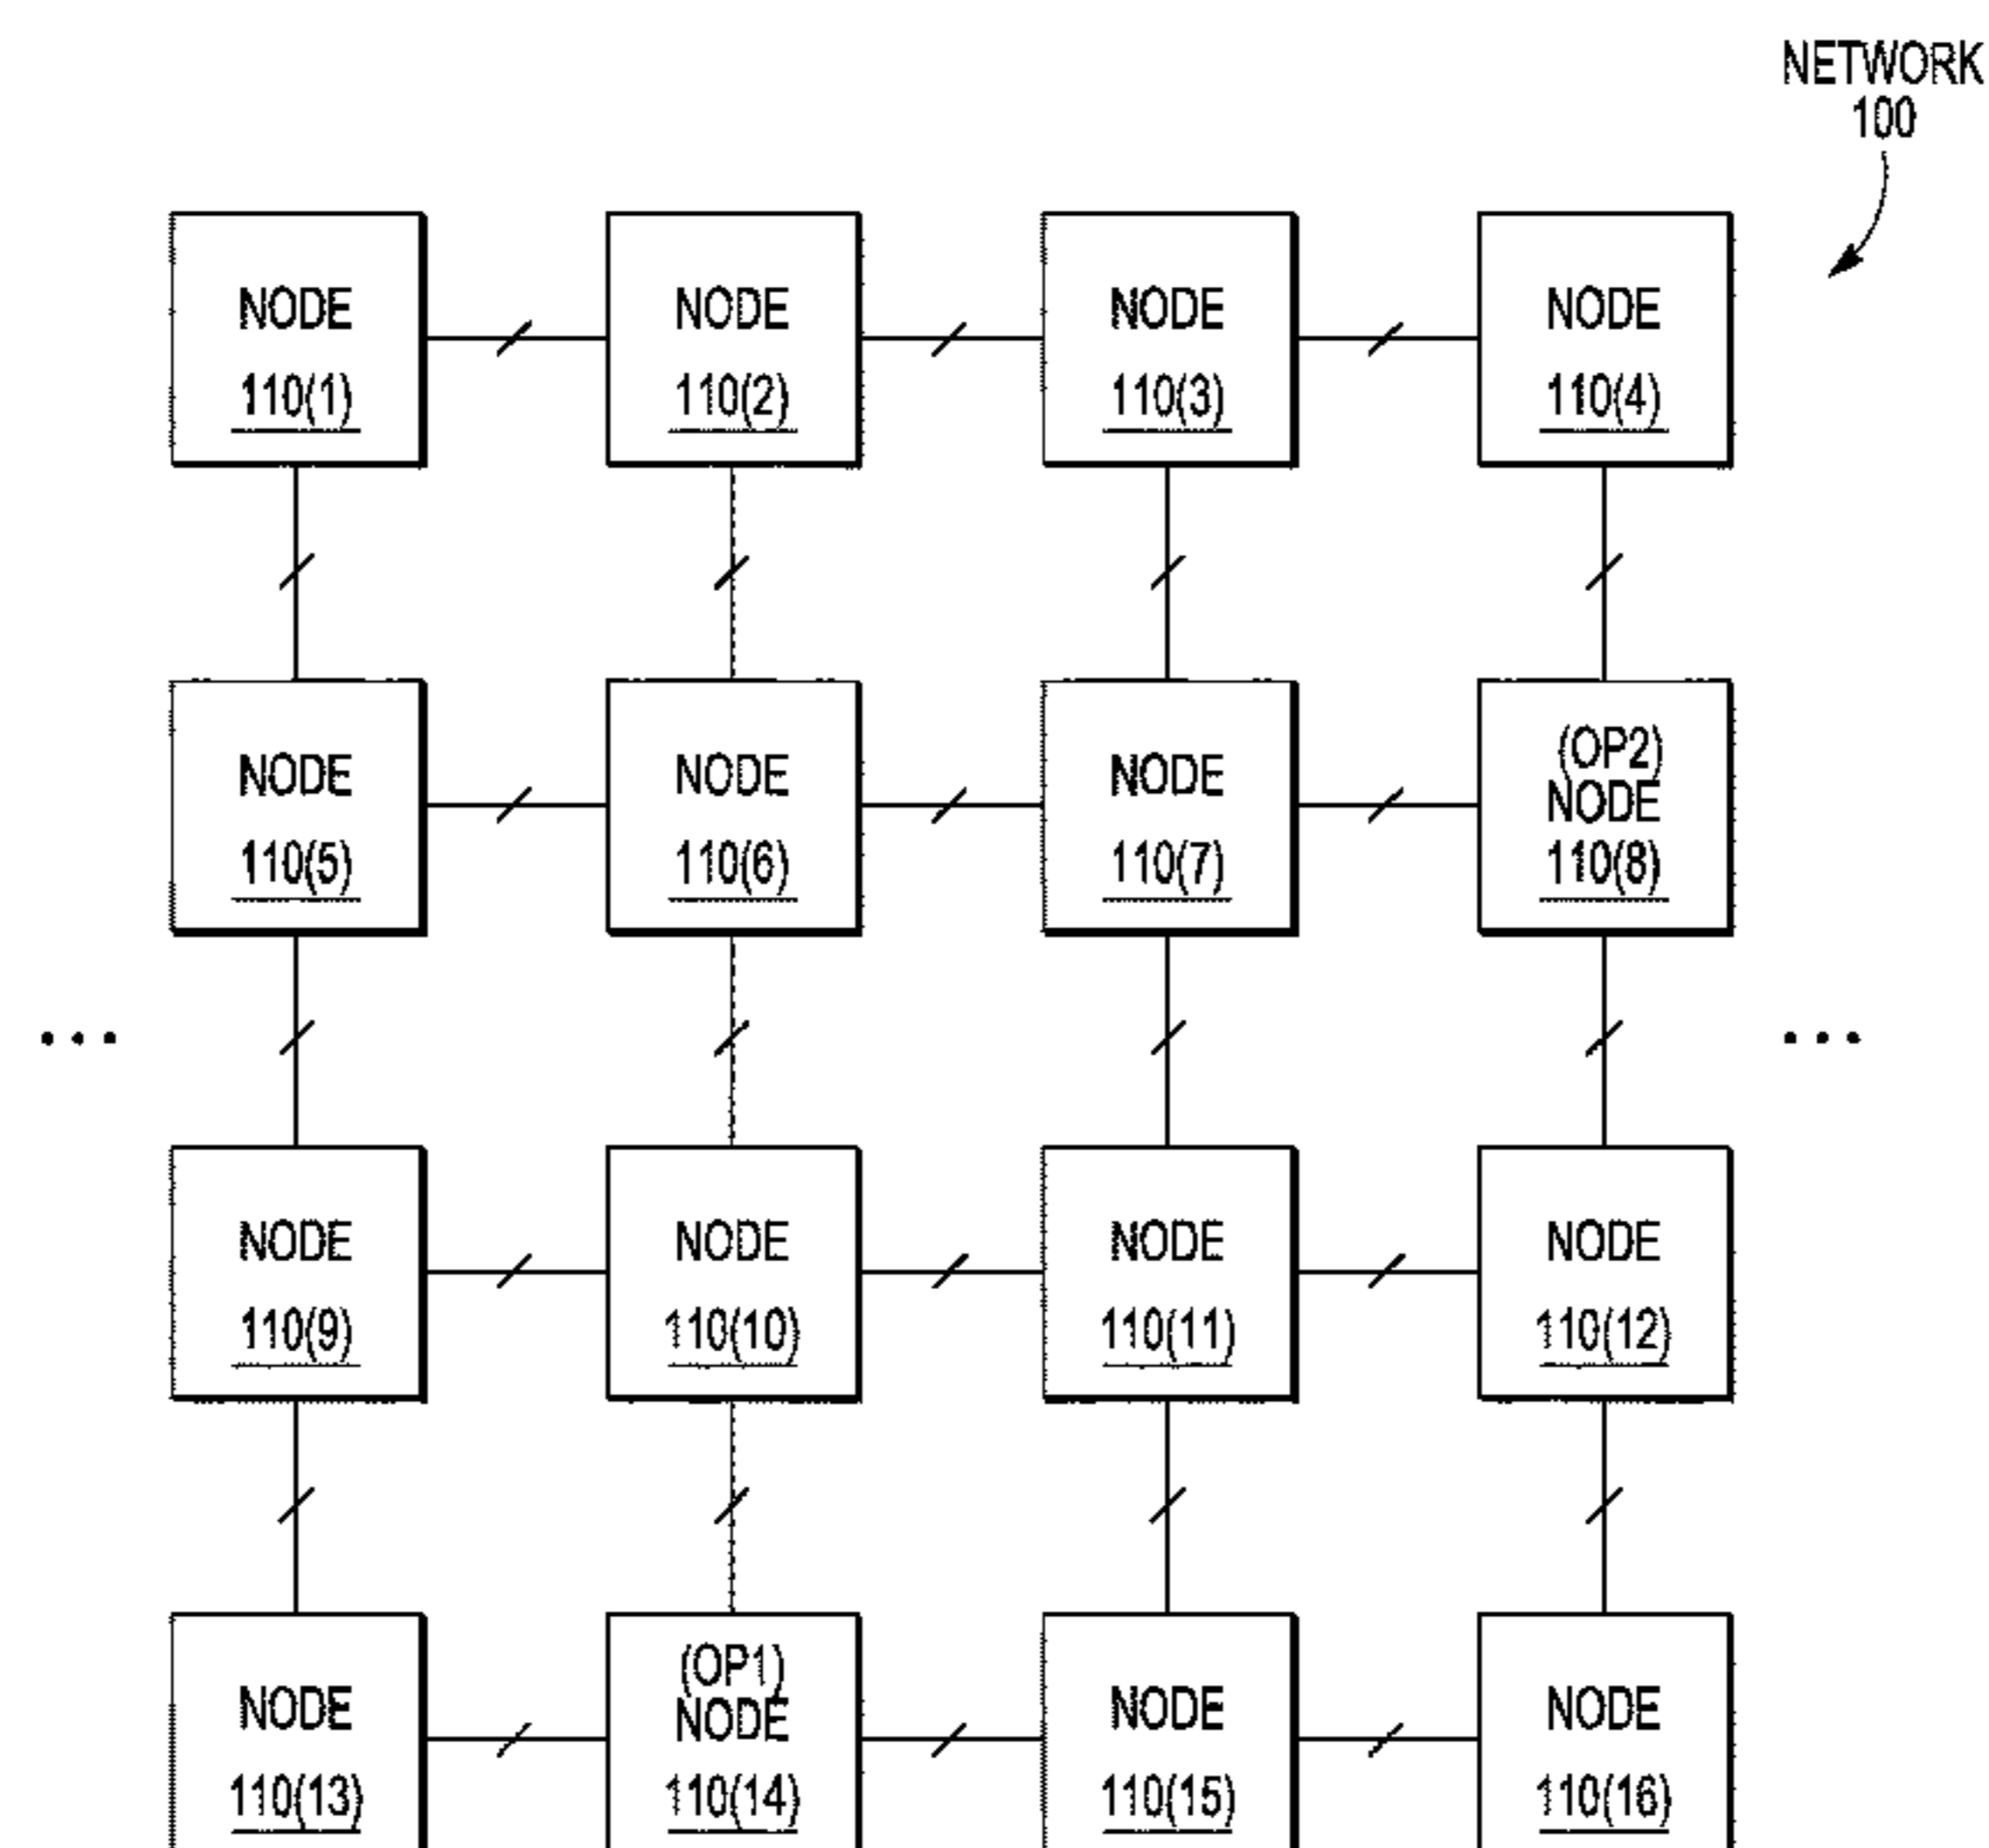 NETWORK
100
NODE
110(1)
NODE
110(2)
NODE
110(3)
NODE
110(4)
NODE
110(5)
NODE
110(6)
NODE
110(7)
(OP2)
NODE
110(8)
...
...
NODE
110(9)
NODE
110(10)
NODE
110(11)
NODE
110(12)
NODE
110(13)
(OP1)
NODE
110(14)
NODE
110(15)
NODE
110(16)